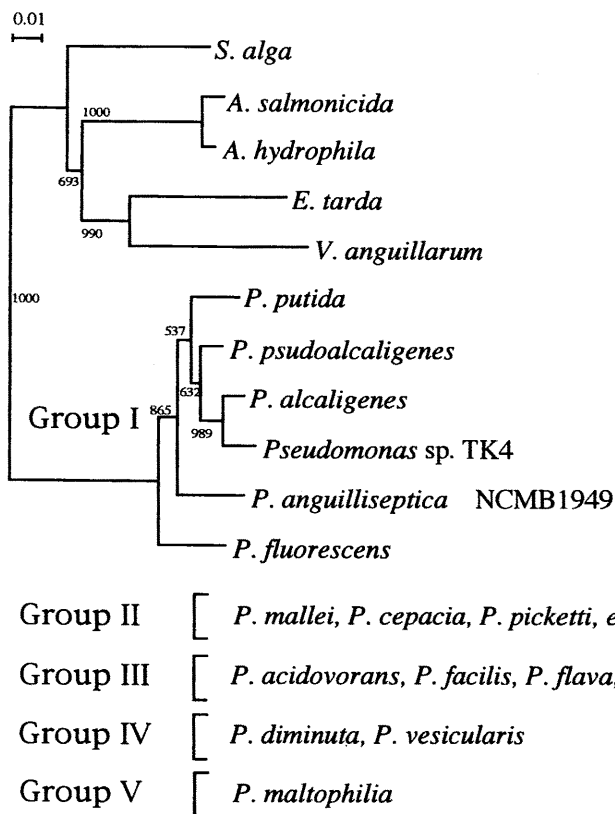 0.01
S. alga
1000
A. salmonicida
A. hydrophila
693
E. tarda
990
V. anguillarum
1000
P. putida
537
P. psudoalcaligenes
632
P. alcaligenes
Group I
865
989
Pseudomonas sp. TK4
P. anguilliseptica NCMB1949
P. fluorescens
Group II P. mallei, P. cepacia, P. picketti, e
Group III P. acidovorans, P. facilis, P. flava,
Group IV P. diminuta, P. vesicularis
Group V P. maltophilia